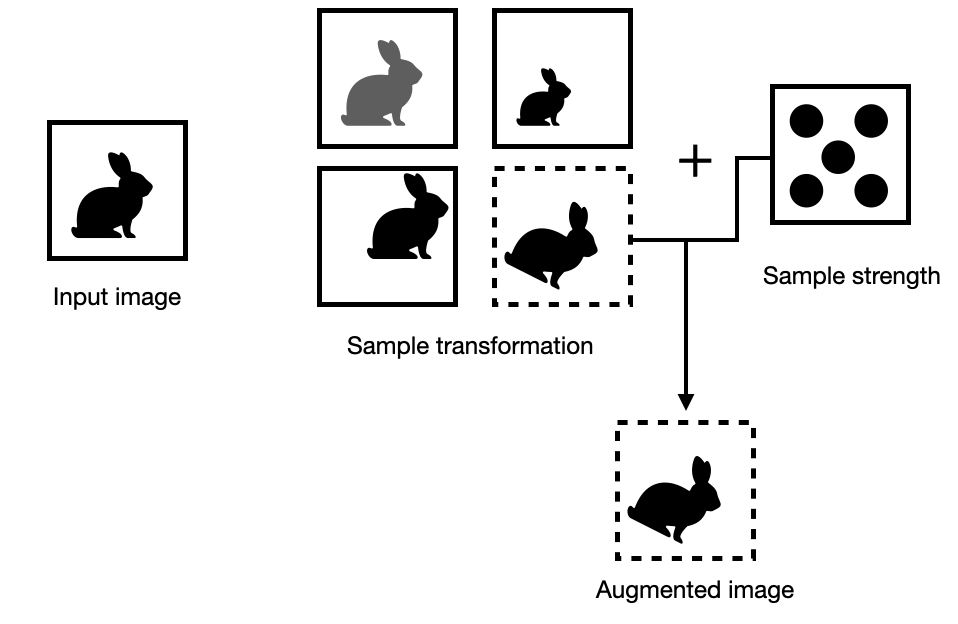 Input image
Sample transformation
+
Sample strength
Augmented image